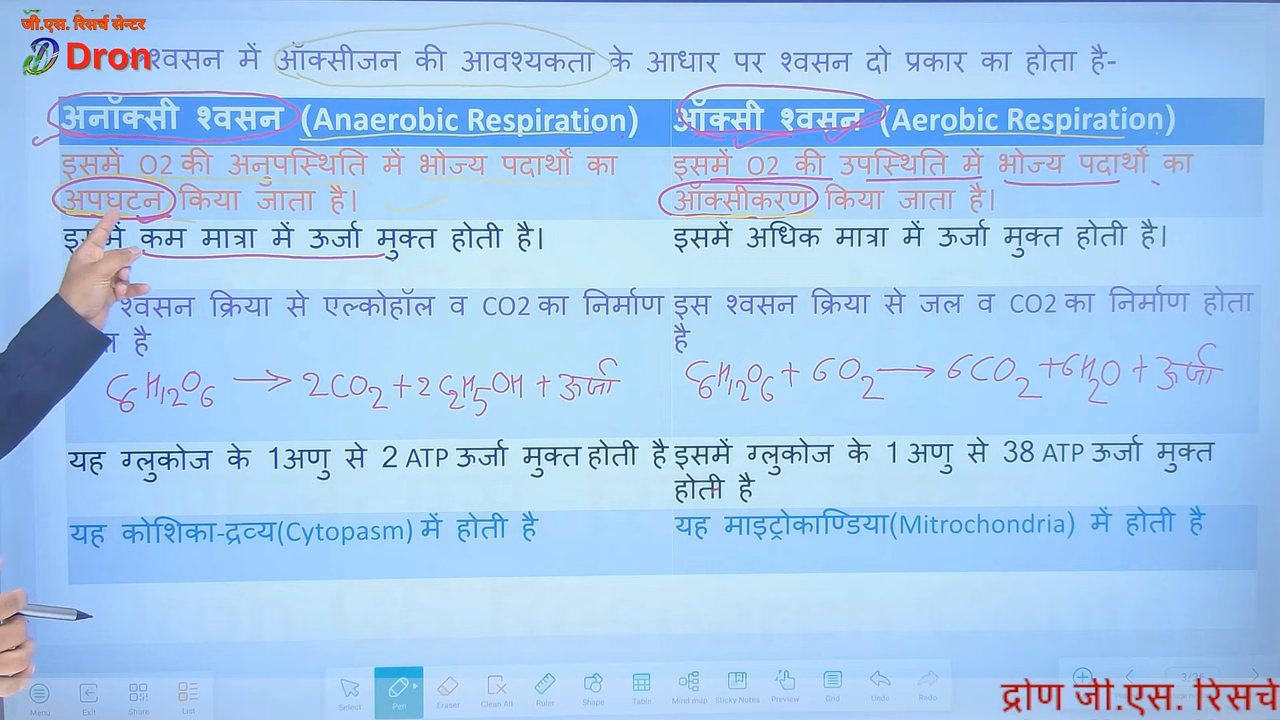 जी.एस. रिसर्च सेन्टर
Dron
श्वसन में ऑक्सीजन की आवश्यकता के आधार पर श्वसन दो प्रकार का होता है-
अनॉक्सी श्वसन (Anaerobic Respiration)
इसमें O2 की अनुपस्थिति में भोज्य पदार्थों का
अपघटन किया जाता है।
इसमें कम मात्रा में ऊर्जा मुक्त होती है।
श्वसन क्रिया से एल्कोहॉल व CO2 का निर्माण
है
C6H12O6 → 2CO2 + 2C2H5OH + ऊर्जा
यह ग्लुकोज के 1अणु से 2 ATP ऊर्जा मुक्त होती है
यह कोशिका-द्रव्य(Cytopasm) में होती है
ऑक्सी श्वसन (Aerobic Respiration)
इसमें O2 की उपस्थिति में भोज्य पदार्थो का
ऑक्सीकरण किया जाता है।
इसमें अधिक मात्रा में ऊर्जा मुक्त होती है।
इस श्वसन क्रिया से जल व CO2 का निर्माण होता
है
C6H12O6 + 6O2 → 6CO2 + 6H2O + ऊर्जा
इसमें ग्लुकोज के 1 अणु से 38 ATP ऊर्जा मुक्त
होती है
यह माइट्रोकाण्डिया(Mitrochondria) में होती है
Menu
Exit
Share
List
Select
Pen
Eraser
Clean All
Ruler
Shape
Table
Mind map
Sticky-Notes
Preview
Grid
Undo
Redo
द्रोण जी.एस. रिसर्च